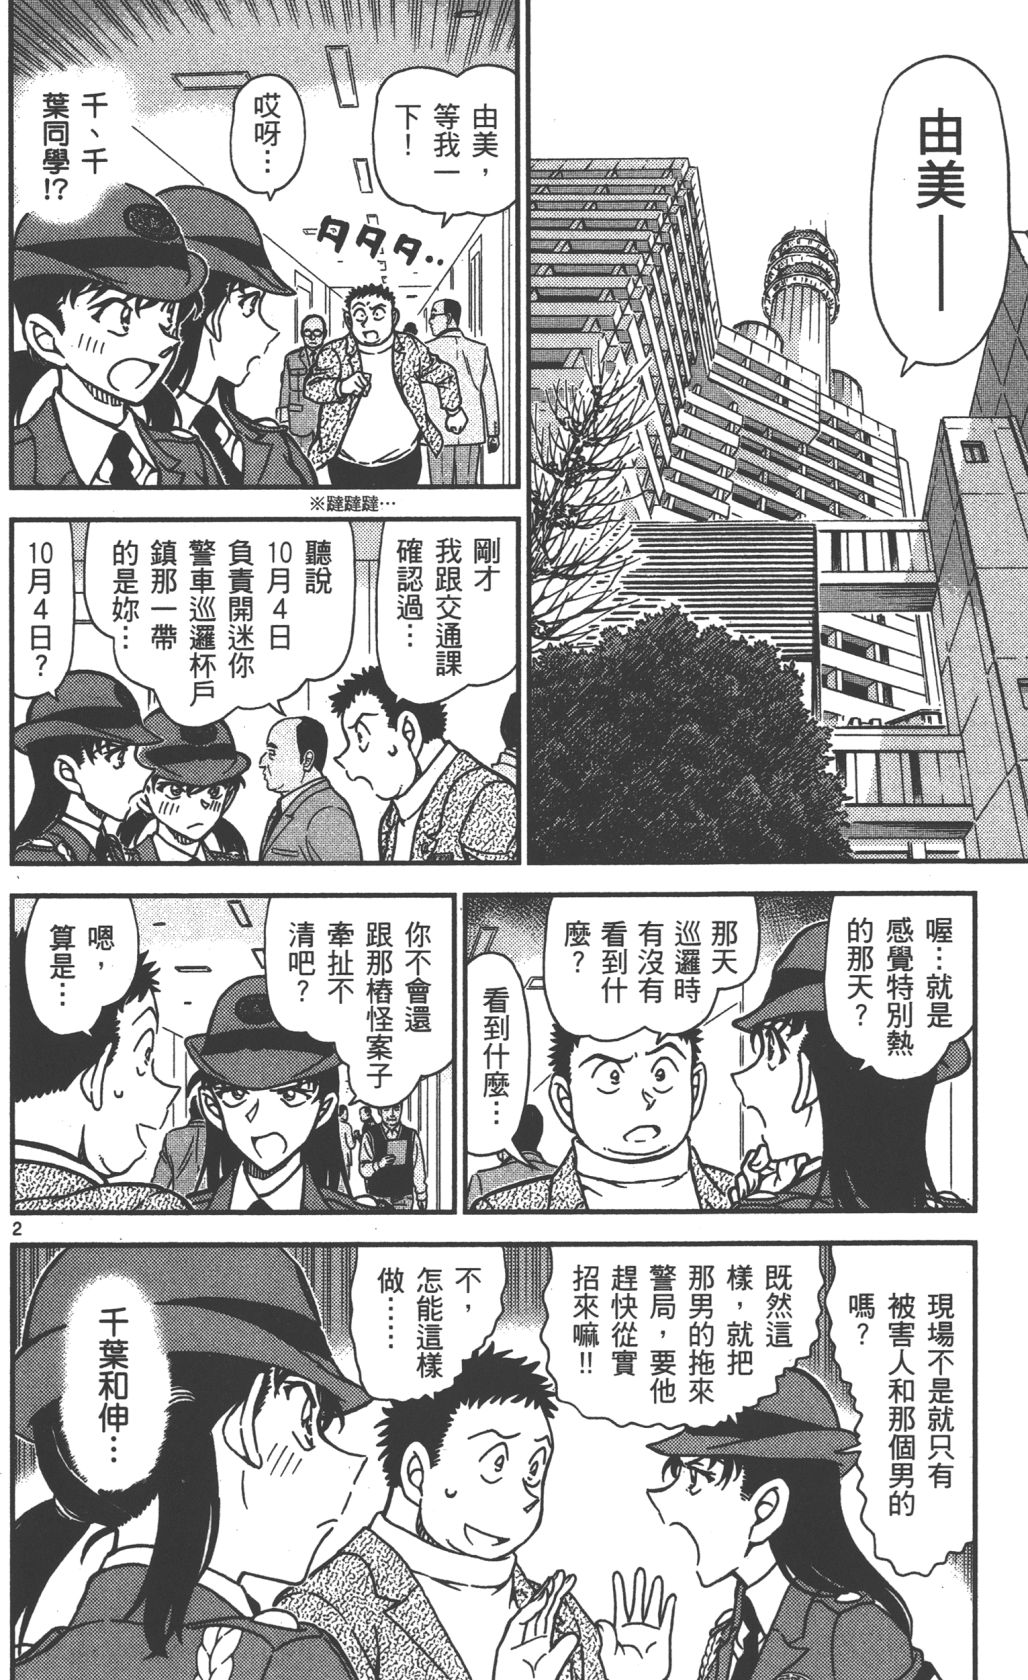 由美——
由美，
等我一
下！
哎呀…
千、千
葉同學!?
タタタ‥
※躂躂躂…
剛才
我跟交通課
確認過…
聽說
10月4日
負責開迷你
警車巡邏杯戶
鎮那一帶
的是妳…
10月4日？
喔…就是
感覺特別熱
的那天？
那天
巡邏時
有沒有
看到什
麼？
看到什麼…
你不會還
跟那樁怪案子
牽扯不
清吧？
嗯，
算是…
2
現場不是就只有
被害人和那個男的
嗎？
既然這
樣，就把
那男的拖來
警局，要他
趕快從實
招來嘛!!
不，
怎能這樣
做……
千葉和伸…